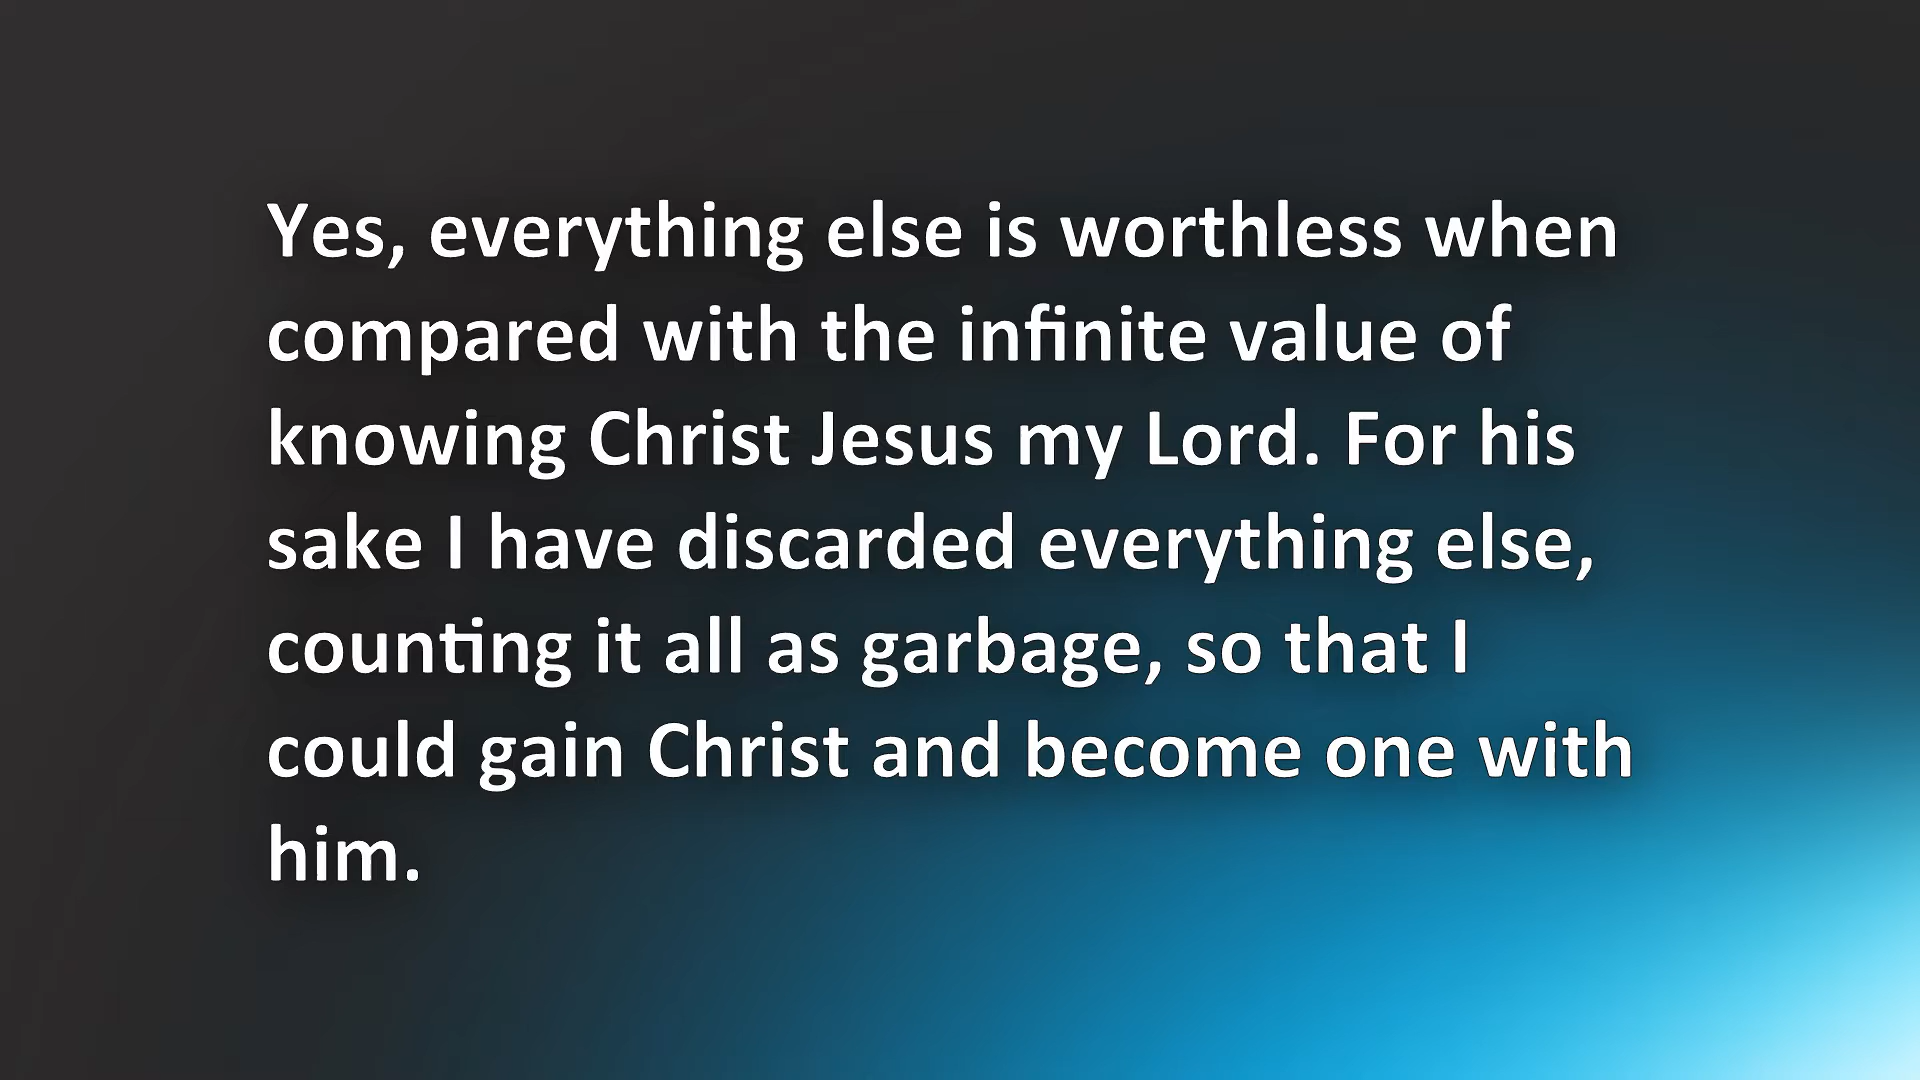 Yes, everything else is worthless when
compared with the infinite value of
knowing Christ Jesus my Lord. For his
sake I have discarded everything else,
counting it all as garbage, so that I
could gain Christ and become one with
him.